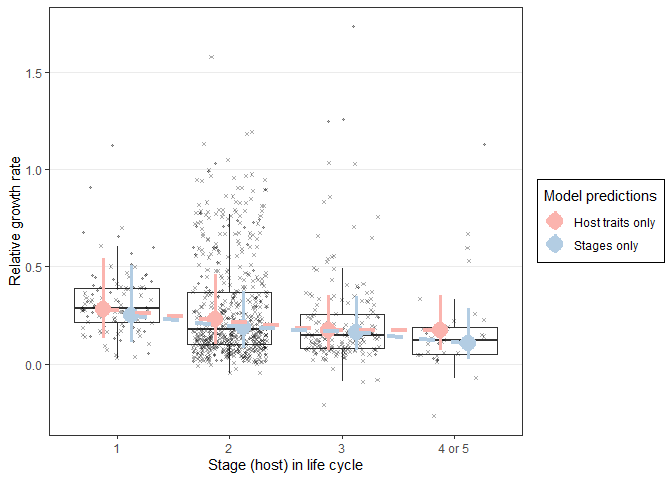 Relative growth rate
1.5
1.0
0.5
0.0
1
2
3
4 or 5
Stage (host) in life cycle
Model predictions
Host traits only
Stages only